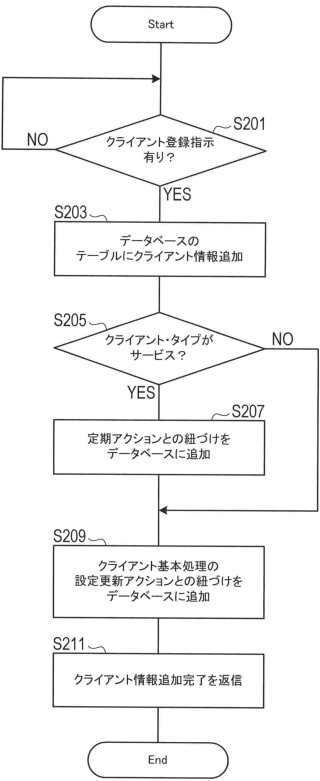 Start
S201
クライアント登録指示
有り?
NO
YES
S203
データベースの
テーブルにクライアント情報追加
S205
クライアント・タイプが
サービス?
NO
YES
S207
定期アクションとの紐づけを
データベースに追加
S209
クライアント基本処理の
設定更新アクションとの紐づけを
データベースに追加
S211
クライアント情報追加完了を返信
End